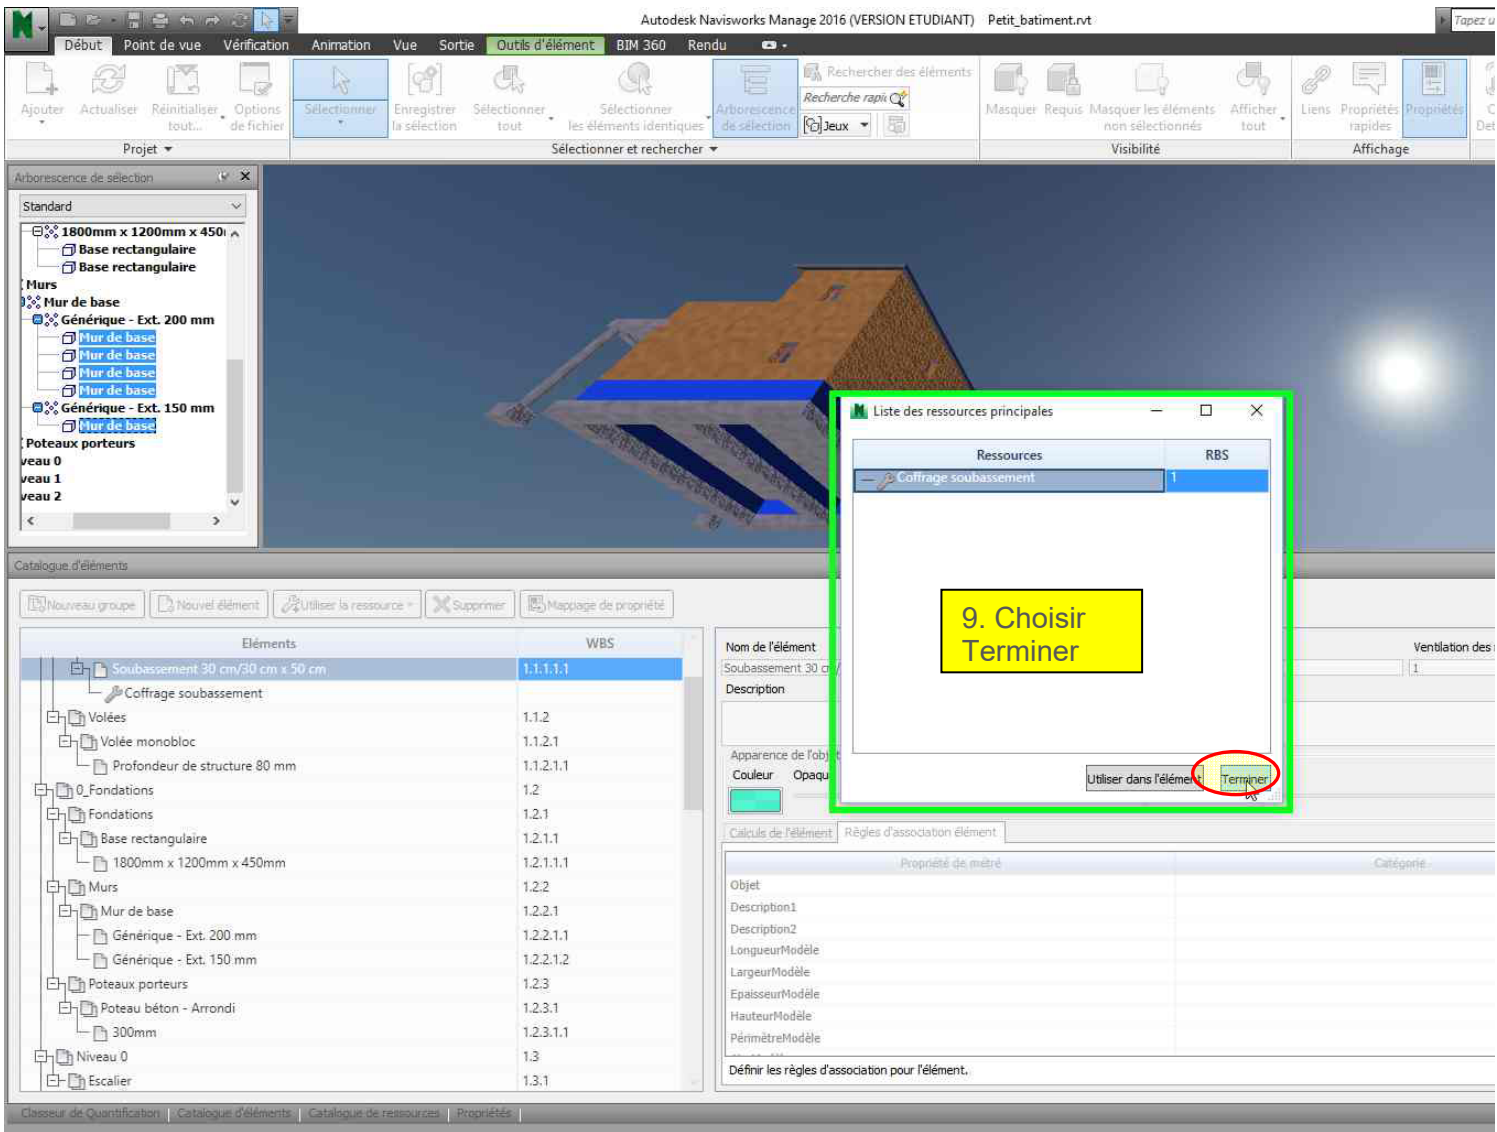 Autodesk Navisworks Manage 2016 (VERSION ETUDIANT) Petit_batiment.rvt
Tapez u
Début Point de vue Vérification Animation Vue Sortie Outils d'élément BIM 360 Rendu
Ajouter Actualiser Réinitialiser tout... Options de fichier
Projet
Sélectionner Enregistrer la sélection Sélectionner tout Sélectionner les éléments identiques Arborescence de sélection
Rechercher des éléments
Recherche rapi
Jeux
Sélectionner et rechercher
Masquer Requis Masquer les éléments non sélectionnés Afficher tout
Visibilité
Liens Propriétés rapides Propriétés
Affichage
Arborescence de sélection
Standard
1800mm x 1200mm x 450
Base rectangulaire
Base rectangulaire
Murs
Mur de base
Générique - Ext. 200 mm
Mur de base
Mur de base
Mur de base
Mur de base
Générique - Ext. 150 mm
Mur de base
Poteaux porteurs
veau 0
veau 1
veau 2
Liste des ressources principales
Ressources RBS
Coffrage soubassement 1
9. Choisir
Terminer
Utiliser dans l'élément Terminer
Catalogue d'éléments
Nouveau groupe Nouvel élément Utiliser la ressource Supprimer Mappage de propriété
Eléments WBS
Soubassement 30 cm/30 cm x 50 cm 1.1.1.1.1
Coffrage soubassement
Volées 1.1.2
Volée monobloc 1.1.2.1
Profondeur de structure 80 mm 1.1.2.1.1
0_Fondations 1.2
Fondations 1.2.1
Base rectangulaire 1.2.1.1
1800mm x 1200mm x 450mm 1.2.1.1.1
Murs 1.2.2
Mur de base 1.2.2.1
Générique - Ext. 200 mm 1.2.2.1.1
Générique - Ext. 150 mm 1.2.2.1.2
Poteaux porteurs 1.2.3
Poteau béton - Arrondi 1.2.3.1
300mm 1.2.3.1.1
Niveau 0 1.3
Escalier 1.3.1
Nom de l'élément Ventilation des
Soubassement 30 cm/ 1
Description
Apparence de l'obj
Couleur Opaqu
Calculs de l'élément Règles d'association élément
Propriété de métré Catégorie
Objet
Description1
Description2
LongueurModèle
LargeurModèle
EpaisseurModèle
HauteurModèle
PérimètreModèle
Définir les règles d'association pour l'élément.
Classeur de Quantification Catalogue d'éléments Catalogue de ressources Propriétés